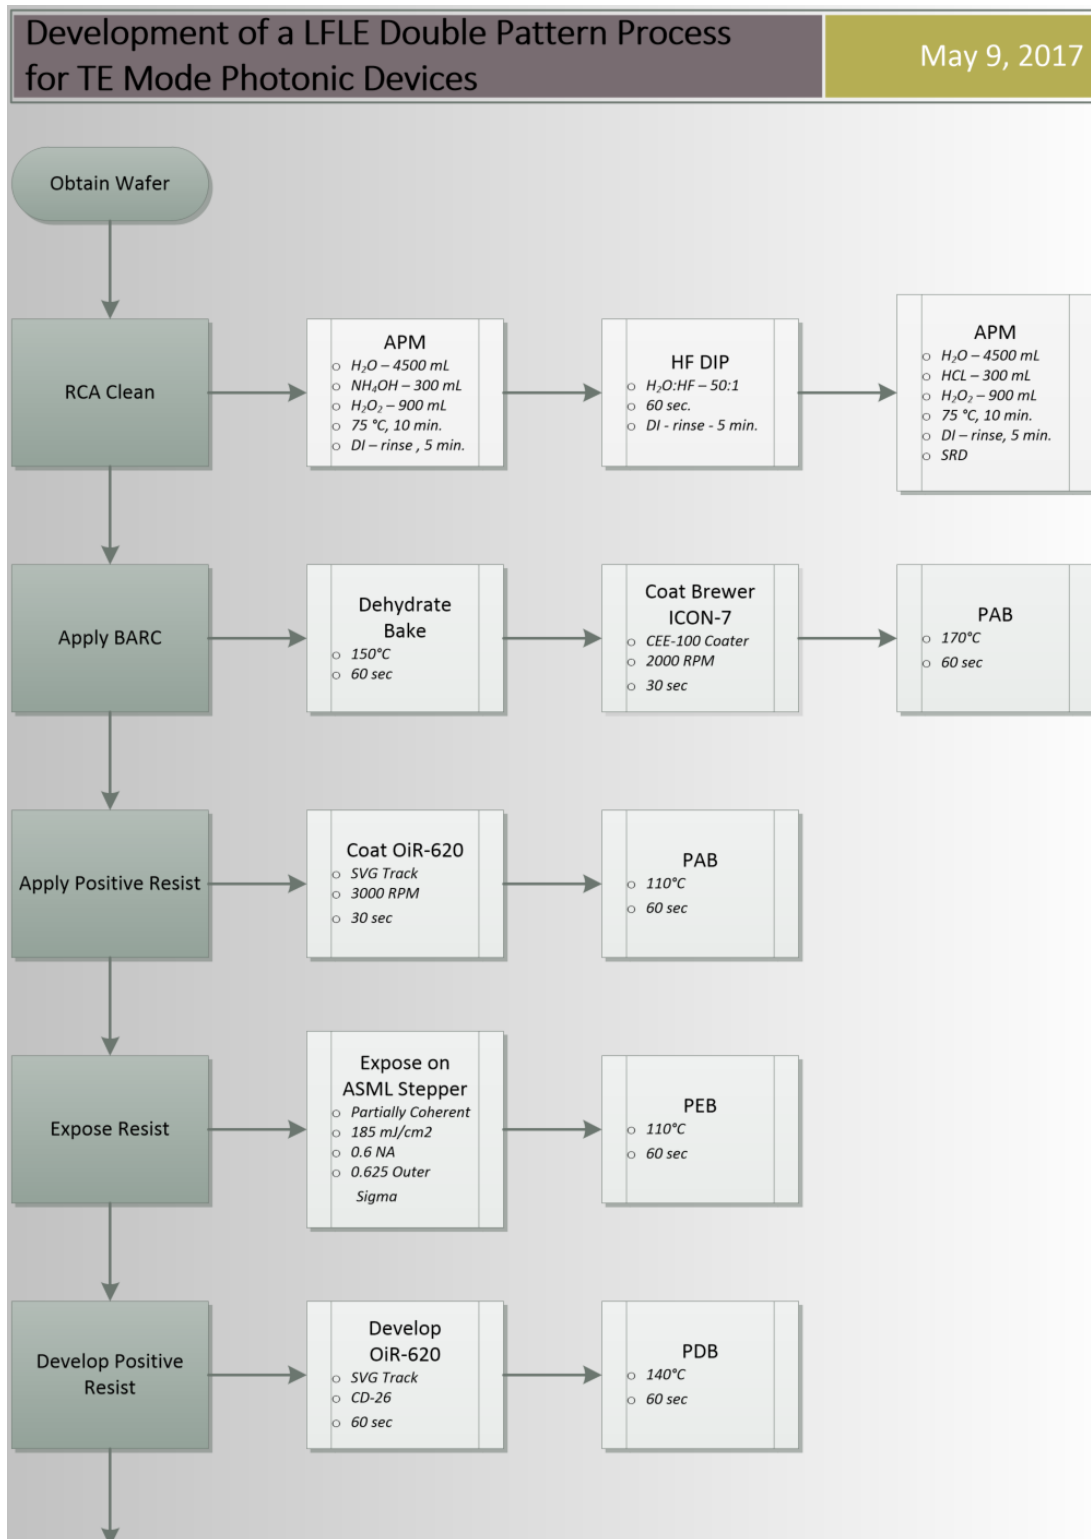 Development of a LFLE Double Pattern Process
for TE Mode Photonic Devices
May 9, 2017
Obtain Wafer
RCA Clean
APM
H₂O – 4500 mL
NH₄OH – 300 mL
H₂O₂ – 900 mL
75 °C, 10 min.
DI – rinse , 5 min.
HF DIP
H₂O:HF – 50:1
60 sec.
DI - rinse - 5 min.
APM
H₂O – 4500 mL
HCL – 300 mL
H₂O₂ – 900 mL
75 °C, 10 min.
DI – rinse, 5 min.
SRD
Apply BARC
Dehydrate
Bake
150°C
60 sec
Coat Brewer
ICON-7
CEE-100 Coater
2000 RPM
30 sec
PAB
170°C
60 sec
Apply Positive Resist
Coat OiR-620
SVG Track
3000 RPM
30 sec
PAB
110°C
60 sec
Expose Resist
Expose on
ASML Stepper
Partially Coherent
185 mJ/cm2
0.6 NA
0.625 Outer
Sigma
PEB
110°C
60 sec
Develop Positive
Resist
Develop
OiR-620
SVG Track
CD-26
60 sec
PDB
140°C
60 sec